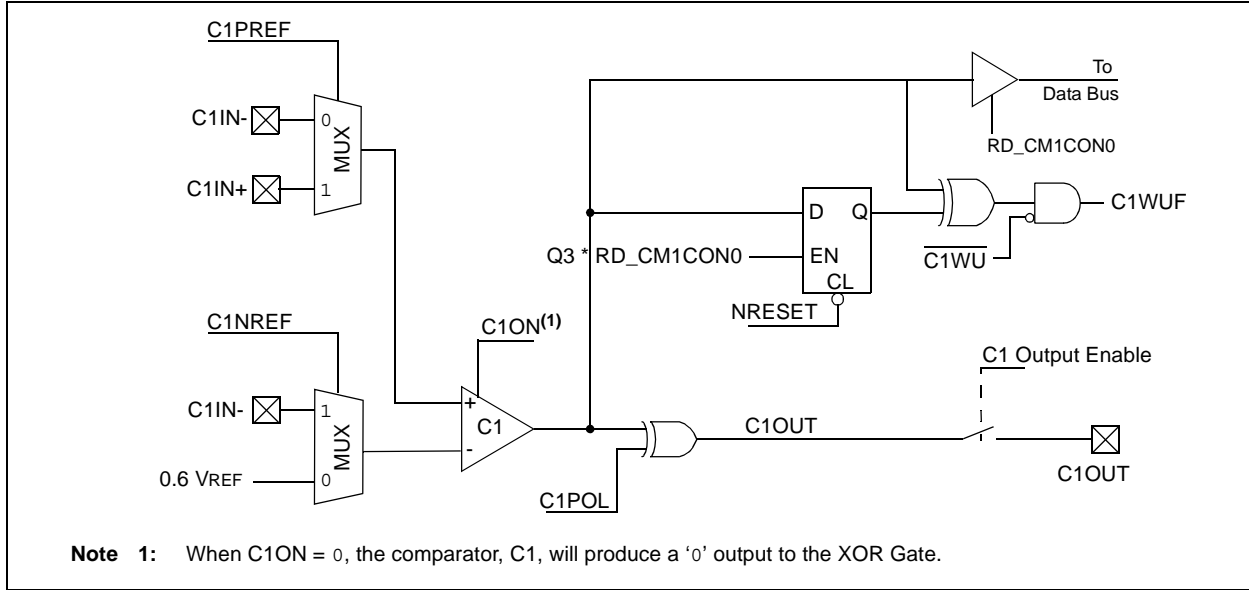 C1PREF
C1IN-
0
MUX
C1IN+
1
To
Data Bus
RD_CM1CON0
D Q
Q3 * RD_CM1CON0
EN
CL
NRESET
C1WU
C1WUF
C1NREF
C1ON(1)
C1IN-
1
MUX
0.6 VREF
0
+
C1
-
C1POL
C1OUT
C1 Output Enable
C1OUT
Note 1: When C1ON = 0, the comparator, C1, will produce a ‘0’ output to the XOR Gate.